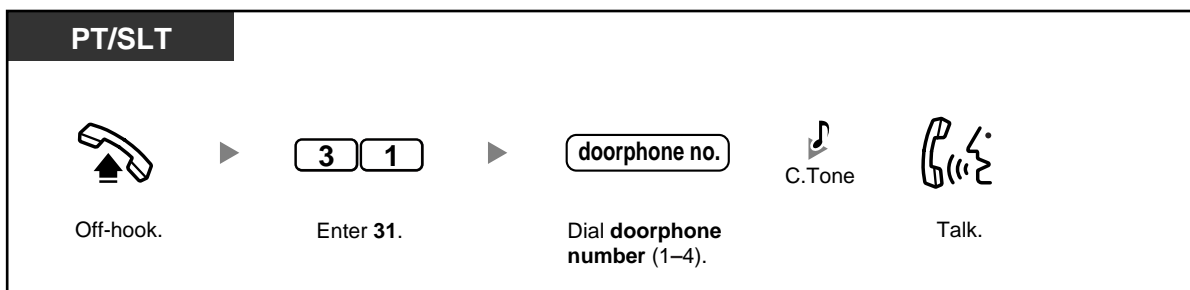 PT/SLT
3 1
doorphone no.
C.Tone
Off-hook.
Enter 31.
Dial doorphone
number (1–4).
Talk.